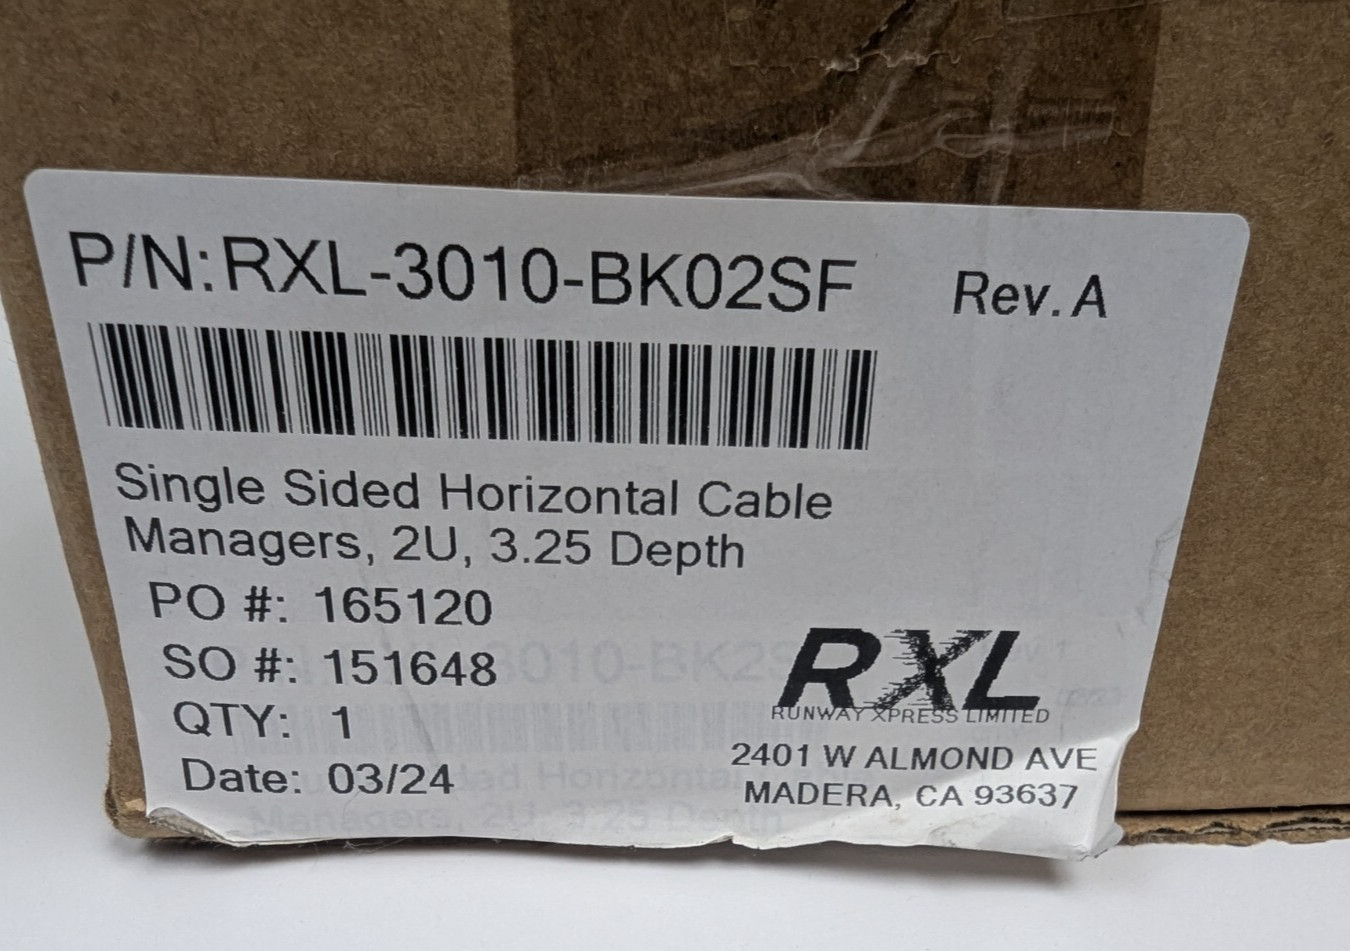 P/N: RXL-3010-BK02SF Rev. A
Single Sided Horizontal Cable
Managers, 2U, 3.25 Depth
PO #: 165120
SO #: 151648
QTY: 1
Date: 03/24
RXL
RUNWAY XPRESS LIMITED
2401 W ALMOND AVE
MADERA, CA 93637